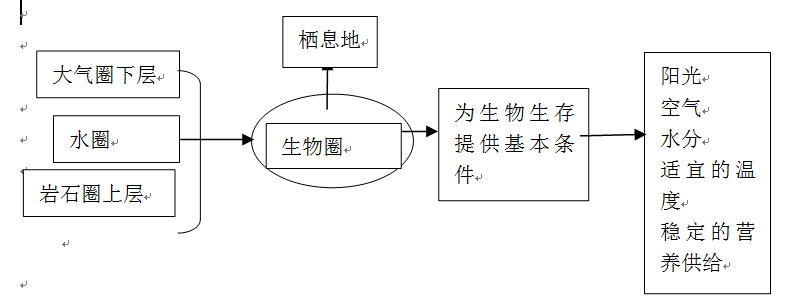 栖息地
大气圈下层
水圈
岩石圈上层
生物圈
为生物生存
提供基本条
件
阳光
空气
水分
适宜的温
度
稳定的营
养供给